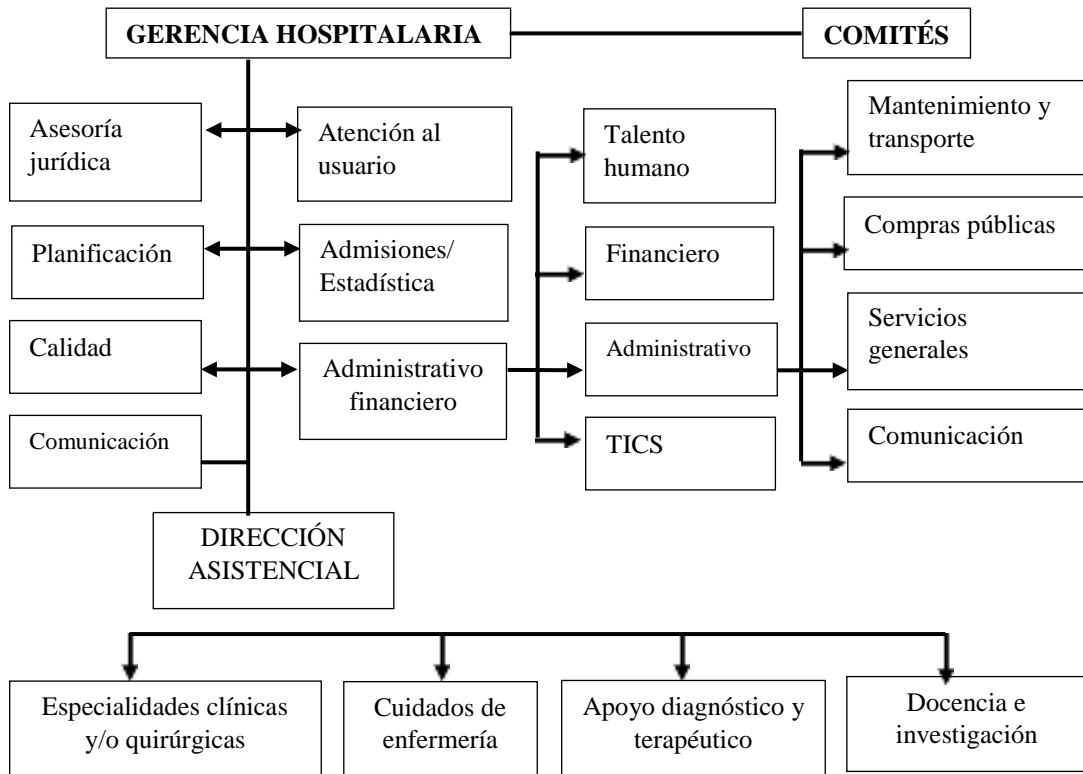 GERENCIA HOSPITALARIA
COMITÉS
Asesoría
jurídica
Atención al
usuario
Talento
humano
Mantenimiento y
transporte
Planificación
Admisiones/
Estadística
Financiero
Compras públicas
Calidad
Administrativo
financiero
Administrativo
Servicios
generales
Comunicación
TICS
Comunicación
DIRECCIÓN
ASISTENCIAL
Especialidades clínicas
y/o quirúrgicas
Cuidados de
enfermería
Apoyo diagnóstico y
terapéutico
Docencia e
investigación